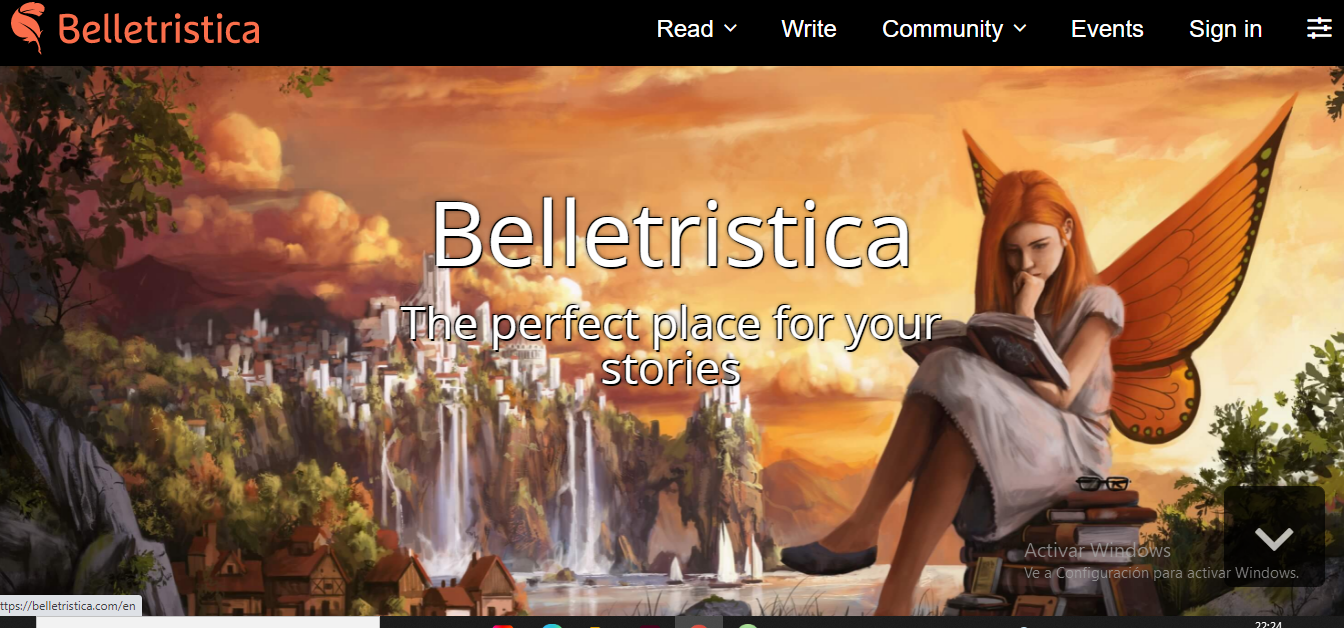 Belletristica
Read
Write
Community
Events
Sign in
Belletristica
The perfect place for your
stories
Activar Windows
Ve a Configuración para activar Windows.
ttps://belletristica.com/en
22:24